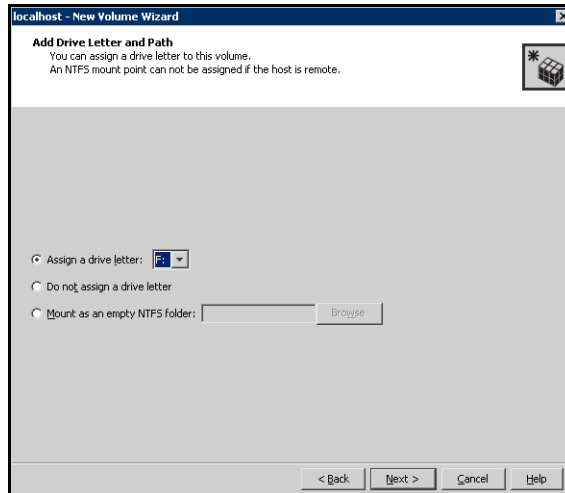 localhost - New Volume Wizard
Add Drive Letter and Path
You can assign a drive letter to this volume.
An NTFS mount point can not be assigned if the host is remote.
Assign a drive letter: F:
Do not assign a drive letter
Mount as an empty NTFS folder: Browse
< Back Next > Cancel Help